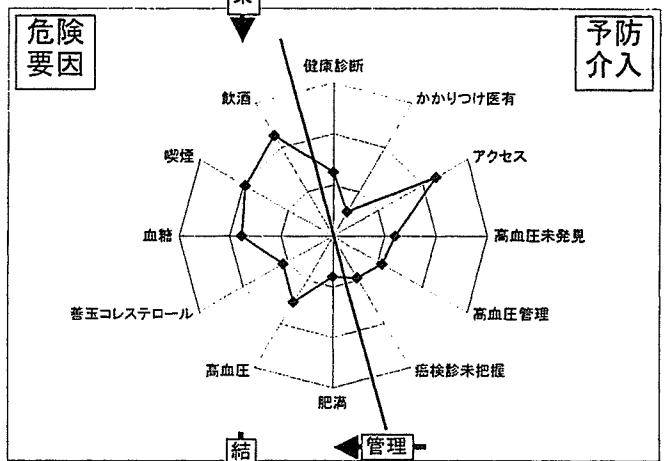 危険
要因
予防
介入
健康診断
飲酒
かかりつけ医有
喫煙
アクセス
血糖
高血圧未発見
善玉コレステロール
高血圧管理
高血圧
癌検診未把握
肥満
結
管理